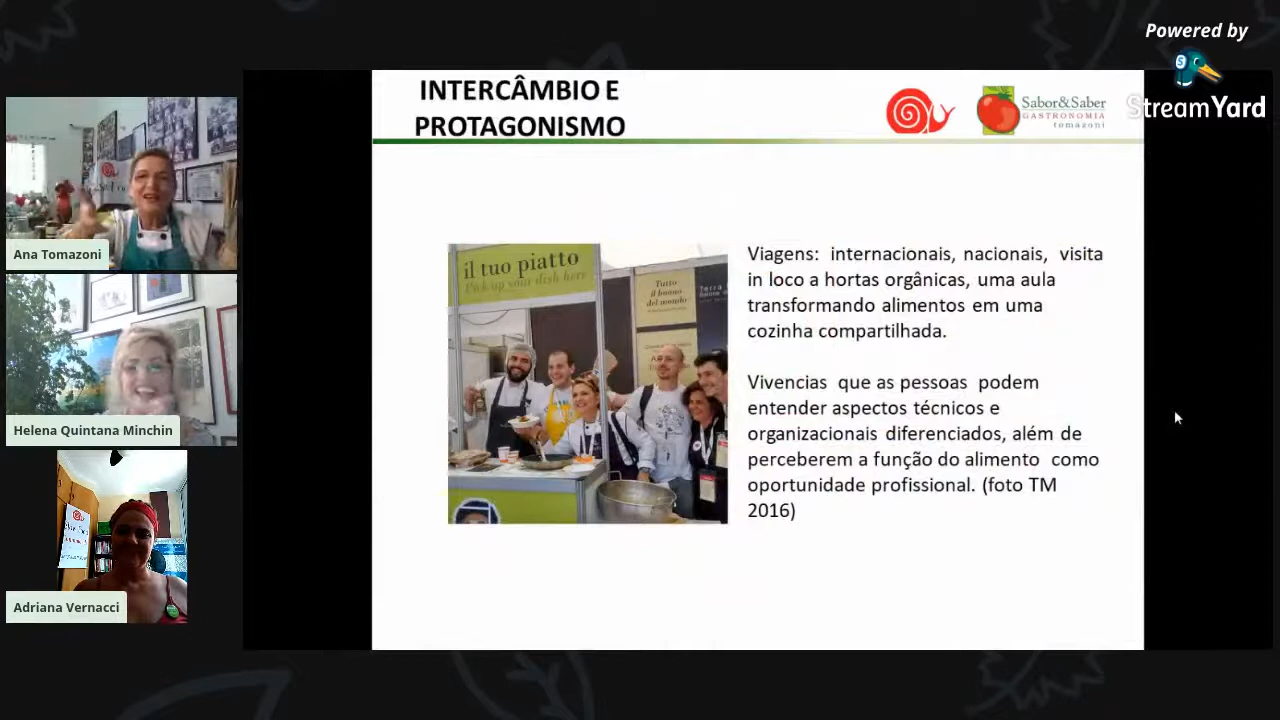 Powered by
StreamYard
INTERCÂMBIO E
PROTAGONISMO
Sabor&Saber
GASTRONOMIA
tomazoni
Ana Tomazoni
Helena Quintana Minchin
Adriana Vernacci
il tuo piatto
Pick up your dish here
Tutto
il buono
del mondo
Viagens: internacionais, nacionais, visita
in loco a hortas orgânicas, uma aula
transformando alimentos em uma
cozinha compartilhada.
Vivencias que as pessoas podem
entender aspectos técnicos e
organizacionais diferenciados, além de
perceberem a função do alimento como
oportunidade profissional. (foto TM
2016)